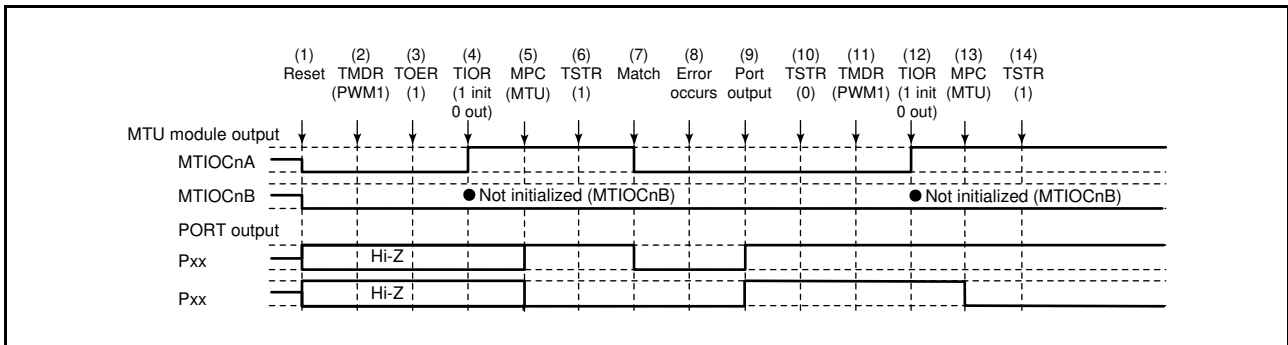 (1) (2) (3) (4) (5) (6) (7) (8) (9) (10) (11) (12) (13) (14)
Reset TMDR TOER TIOR MPC TSTR Match Error Port TSTR TMDR TIOR MPC TSTR
(PWM1) (1) (1 init (MTU) (1) occurs output (0) (PWM1) (1 init (MTU) (1)
0 out) 0 out)
MTU module output
MTIOCnA
MTIOCnB ● Not initialized (MTIOCnB) ● Not initialized (MTIOCnB)
PORT output
Pxx Hi-Z
Pxx Hi-Z